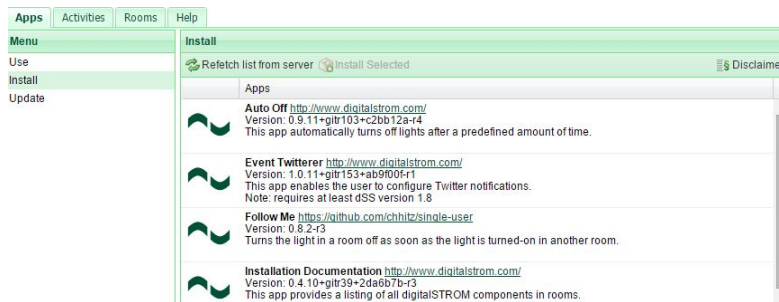 Apps Activities Rooms Help
Menu
Install
Use
Install
Update
Refetch list from server Install Selected §Disclaime
Apps
Auto Off http://www.digitalstrom.com/
Version: 0.9.11+gitr103+c2bb12a-r4
This app automatically turns off lights after a predefined amount of time.
Event Twitterer http://www.digitalstrom.com/
Version: 1.0.11+gitr153+ab9f00f-r1
This app enables the user to configure Twitter notifications.
Note: requires at least dSS version 1.8
Follow Me https://github.com/chhitz/single-user
Version: 0.8.2-r3
Turns the light in a room off as soon as the light is turned-on in another room.
Installation Documentation http://www.digitalstrom.com/
Version: 0.4.10+gitr39+2da6b7b-r3
This app provides a listing of all digitalSTROM components in rooms.